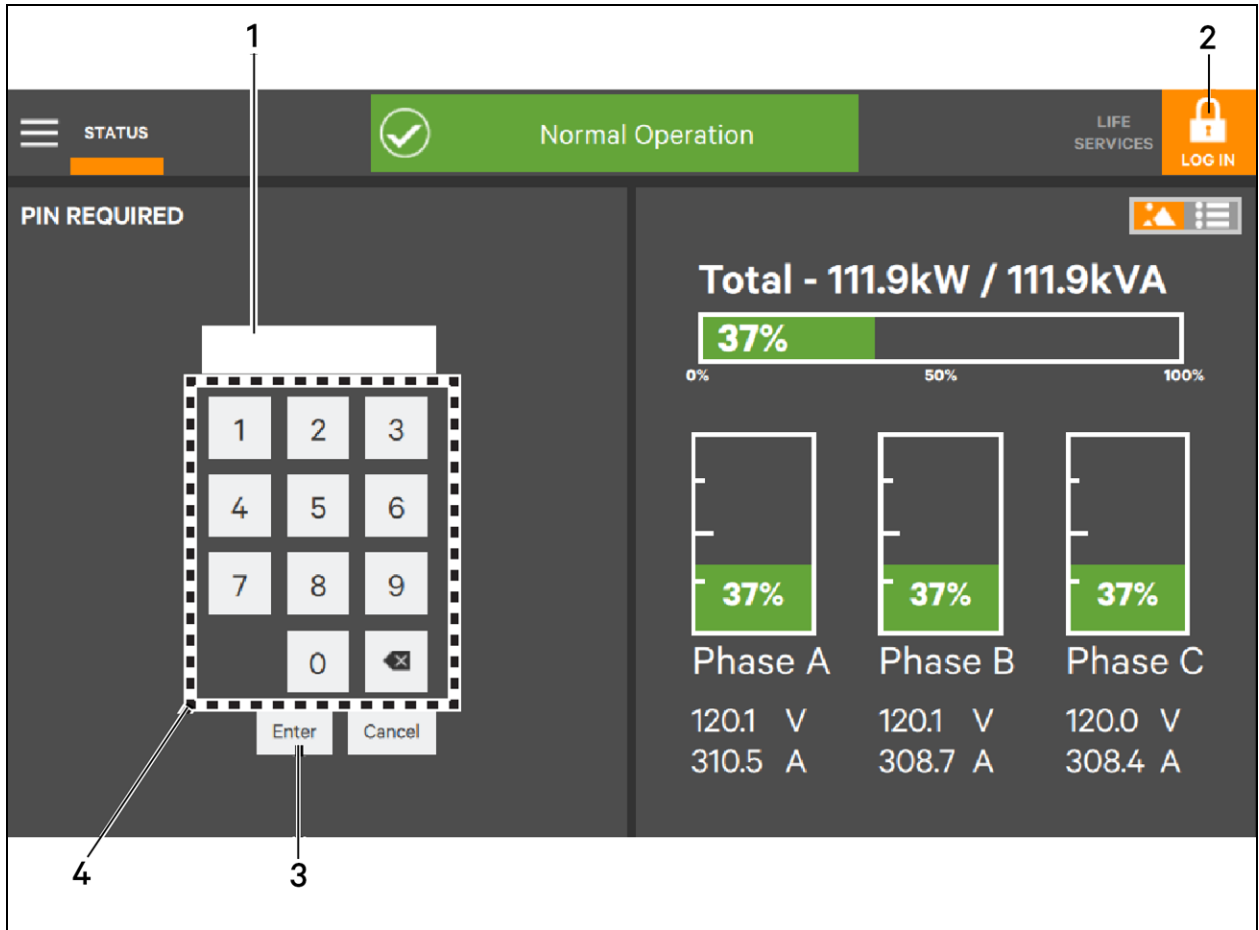 1
2
STATUS
Normal Operation
LIFE
SERVICES
LOG IN
PIN REQUIRED
1 2 3
4 5 6
7 8 9
0
Enter Cancel
4
3
Total - 111.9kW / 111.9kVA
37%
0% 50% 100%
37% 37% 37%
Phase A Phase B Phase C
120.1 V 120.1 V 120.0 V
310.5 A 308.7 A 308.4 A